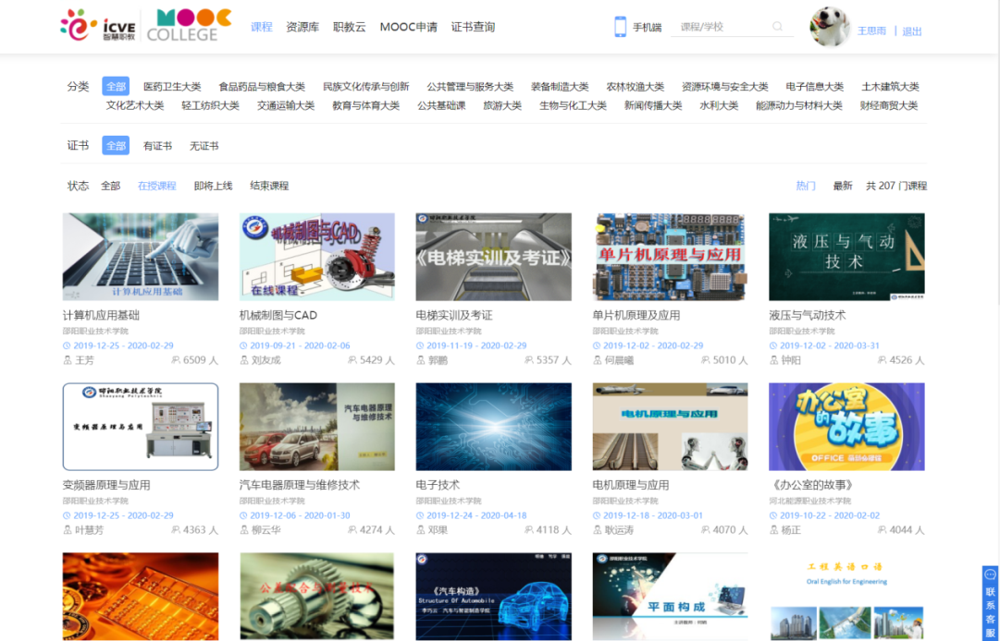 icve
智慧职教
MOOC
COLLEGE
课程 资源库 职教云 MOOC申请 证书查询
手机端
课程/学校
王思雨 | 退出
分类 全部 医药卫生大类 食品药品与粮食大类 民族文化传承与创新 公共管理与服务大类 装备制造大类 农林牧渔大类 资源环境与安全大类 电子信息大类 土木建筑大类
文化艺术大类 轻工纺织大类 交通运输大类 教育与体育大类 公共基础课 旅游大类 生物与化工大类 新闻传播大类 水利大类 能源动力与材料大类 财经商贸大类
证书 全部 有证书 无证书
状态 全部 在授课程 即将上线 结束课程 热门 最新 共 207 门课程
计算机应用基础
机械制图与CAD
在线课程
《电梯实训及考证》
单片机原理与应用
液压与气动
技术
计算机应用基础 机械制图与CAD 电梯实训及考证 单片机原理及应用 液压与气动技术
邵阳职业技术学院 邵阳职业技术学院 邵阳职业技术学院 邵阳职业技术学院 邵阳职业技术学院
2019-12-25 - 2020-02-29 2019-09-21 - 2020-02-06 2019-11-19 - 2020-02-29 2019-12-02 - 2020-02-29 2019-12-02 - 2020-03-31
王芳 6509 人 刘友成 5429 人 郭鹏 5357 人 何晨曦 5010 人 钟阳 4526 人
邵阳职业技术学院
Shaoyang Polytechnic
变频器原理与应用
汽车电器原理
与维修技术
电机原理与应用
办公室
的故事
变频器原理与应用 汽车电器原理与维修技术 电子技术 电机原理与应用 《办公室的故事》
邵阳职业技术学院 邵阳职业技术学院 邵阳职业技术学院 邵阳职业技术学院 河北能源职业技术学院
2019-12-25 - 2020-02-29 2019-12-06 - 2020-01-30 2019-12-24 - 2020-04-18 2019-12-18 - 2020-03-01 2019-10-22 - 2020-02-02
叶慧芳 4363 人 柳云华 4274 人 邓果 4118 人 耿运涛 4070 人 杨正 4044 人
公差配合与测量技术
《汽车构造》
Structure Of Automobile
邵阳职业技术学院
平面构成
工程英语口语
Oral English for Engineering
联系客服